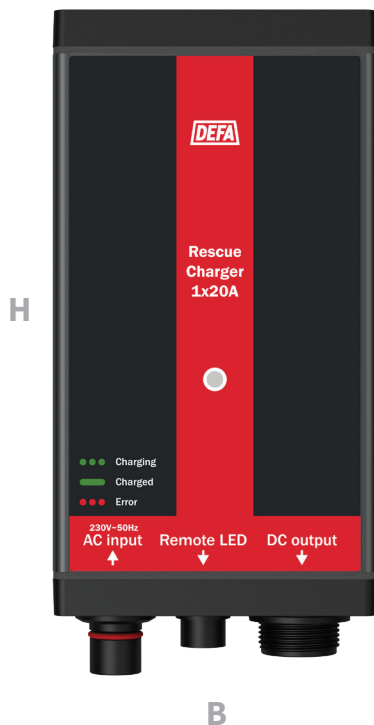 DEFA
Rescue
Charger
1x20A
H
Charging
Charged
Error
230V~50Hz
AC input
Remote LED
DC output
B